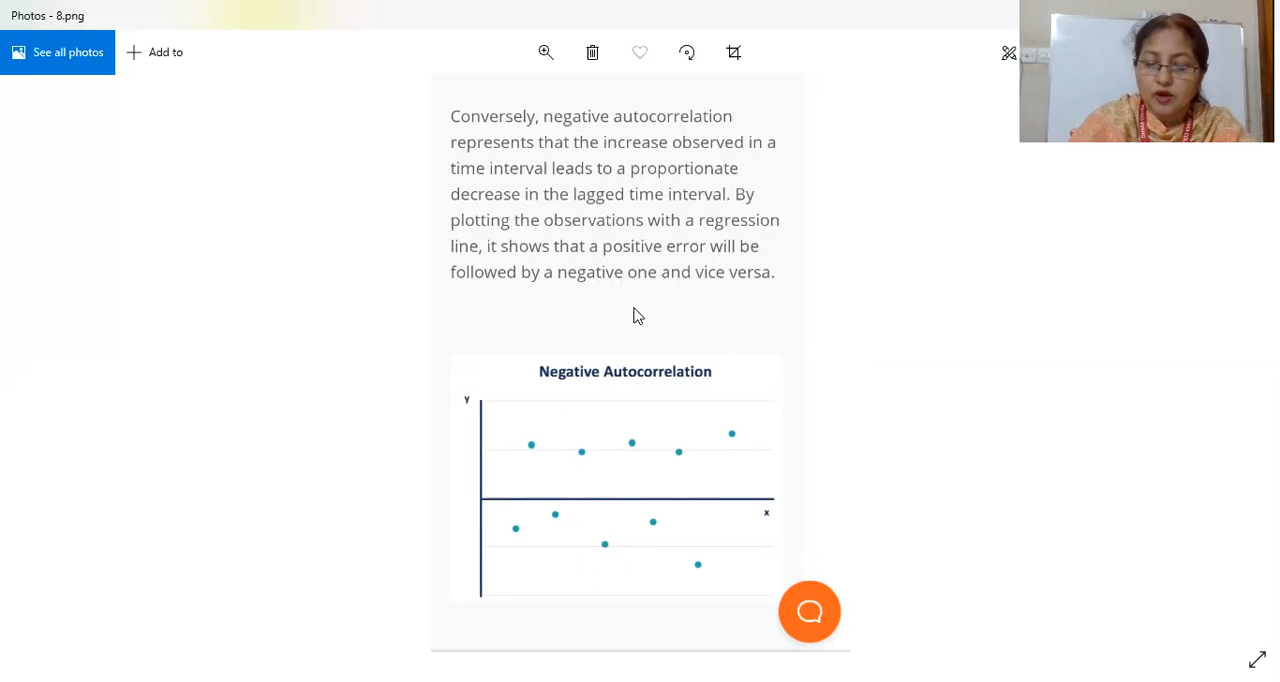 Photos - 8.png
See all photos
Add to
Conversely, negative autocorrelation
represents that the increase observed in a
time interval leads to a proportionate
decrease in the lagged time interval. By
plotting the observations with a regression
line, it shows that a positive error will be
followed by a negative one and vice versa.
Negative Autocorrelation
y
x